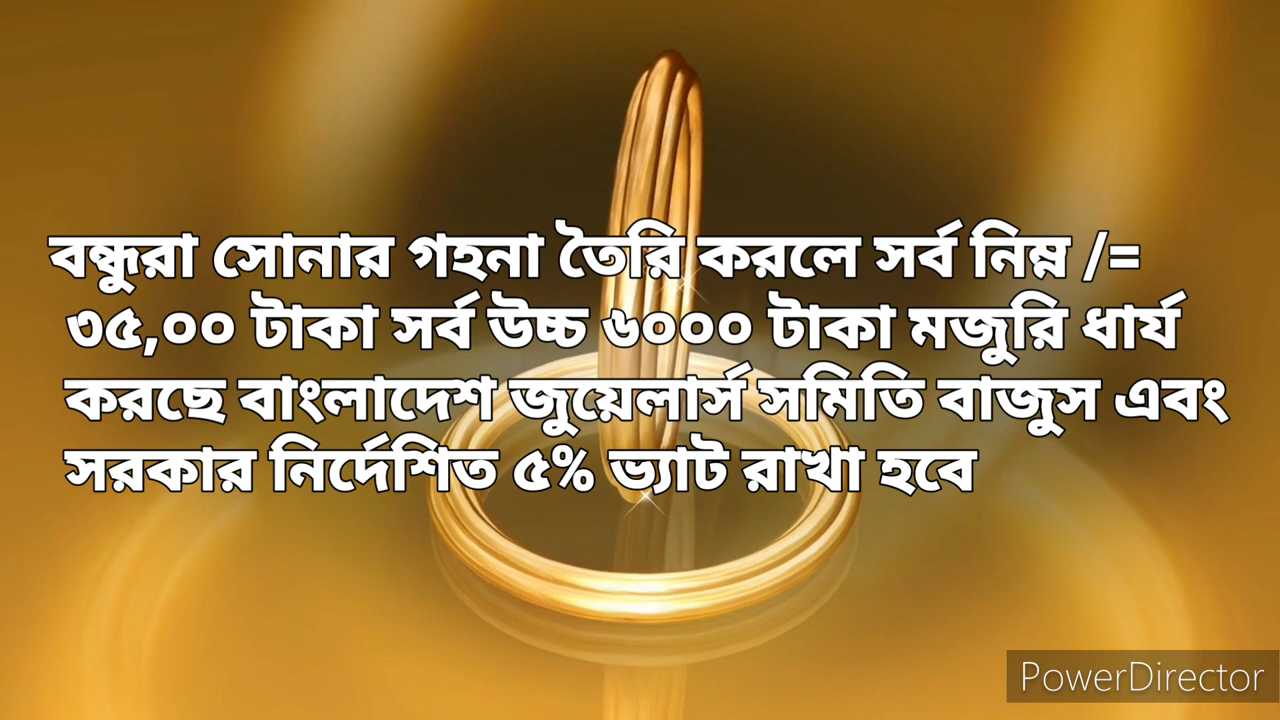 বন্ধুরা সোনার গহনা তৈরি করলে সর্ব নিম্ন /=
৩৫,০০ টাকা সর্ব উচ্চ ৬০০০ টাকা মজুরি ধার্য
করছে বাংলাদেশ জুয়েলার্স সমিতি বাজুস এবং
সরকার নির্দেশিত ৫% ভ্যাট রাখা হবে
PowerDirector